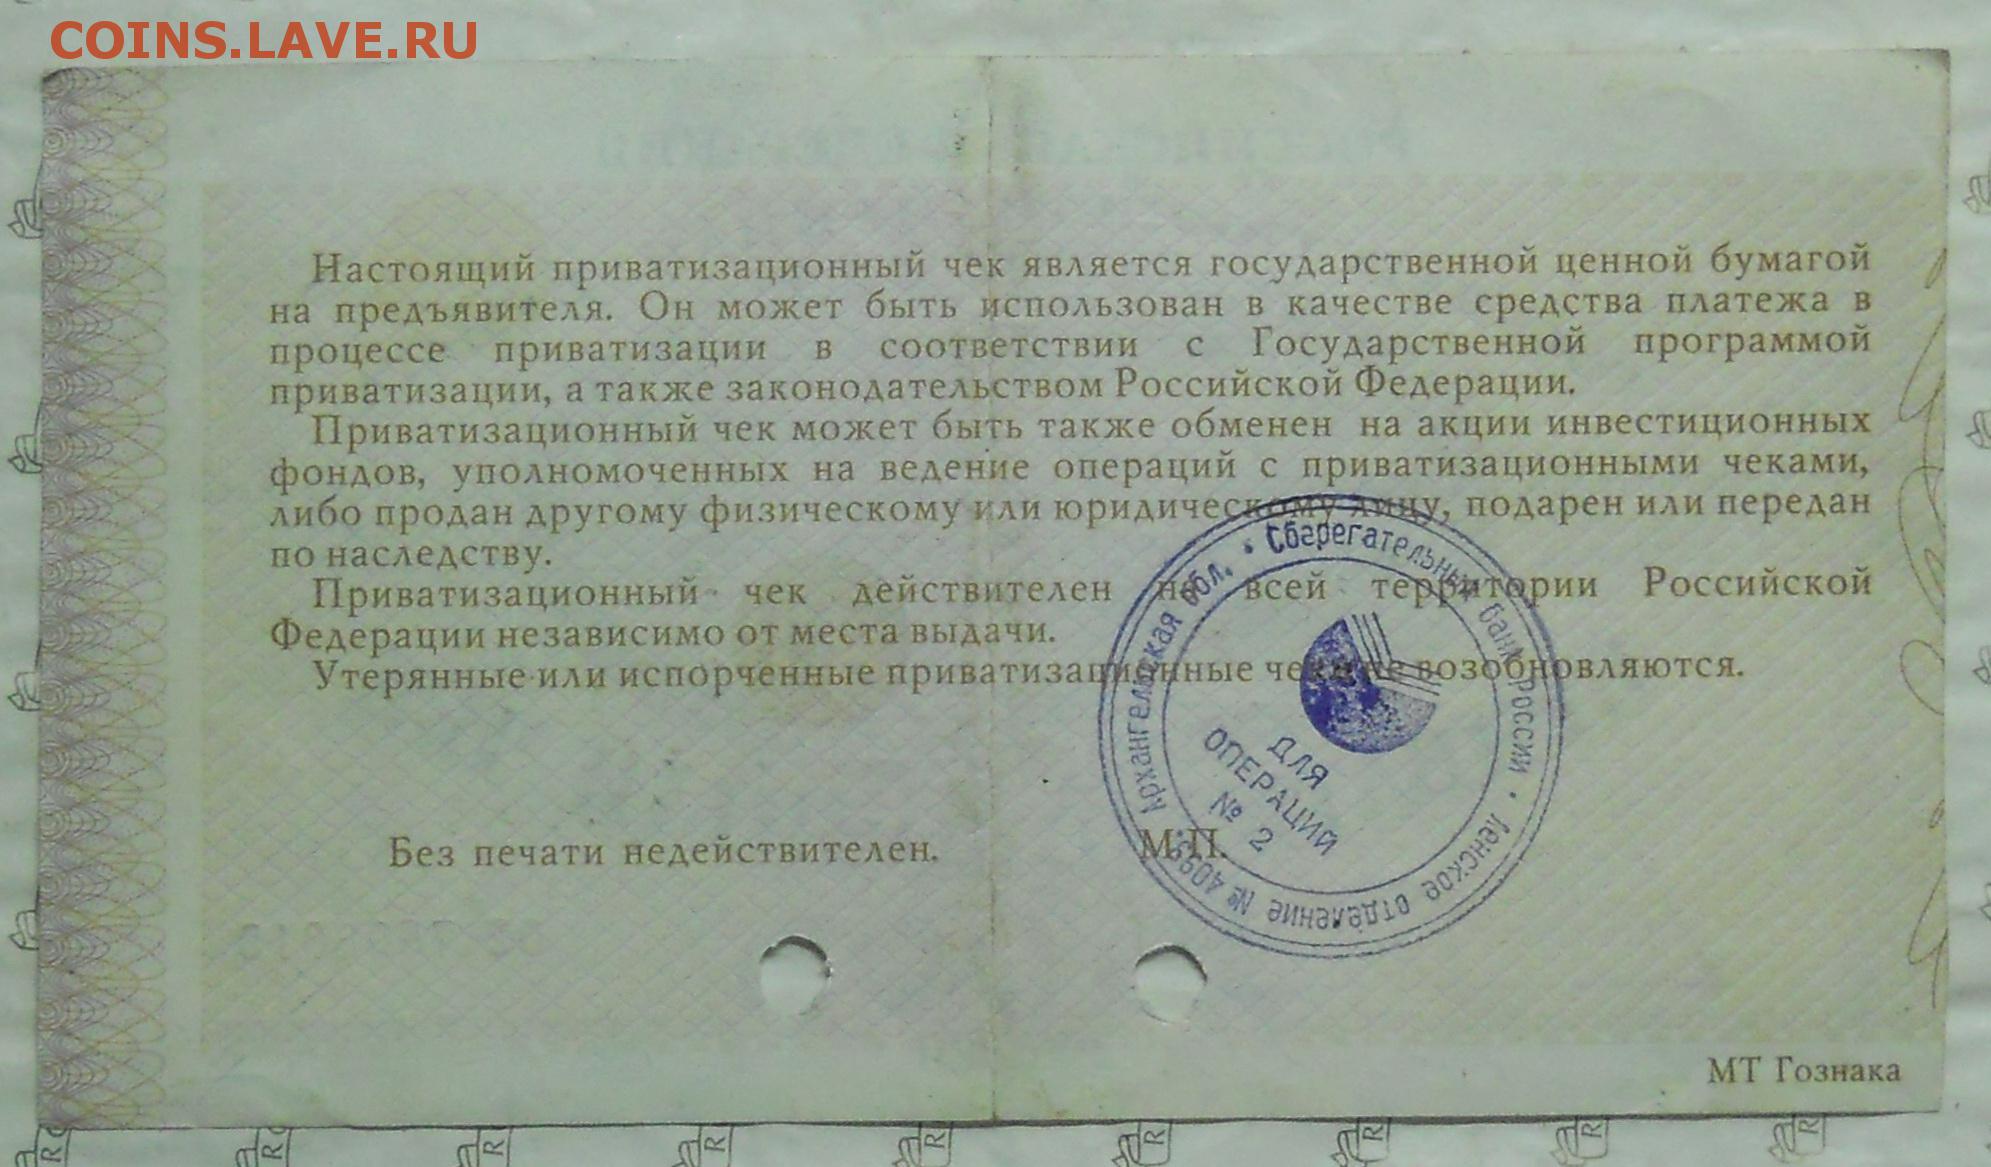 COINS.LAVE.RU
Настоящий приватизационный чек является государственной ценной бумагой
на предъявителя. Он может быть использован в качестве средства платежа в
процессе приватизации в соответствии с Государственной программой
приватизации, а также законодательством Российской Федерации.
Приватизационный чек может быть также обменен на акции инвестиционных
фондов, уполномоченных на ведение операций с приватизационными чеками,
либо продан другому физическому или юридическому лицу, подарен или передан
по наследству.
Приватизационный чек действителен на всей территории Российской
Федерации независимо от места выдачи.
Утерянные или испорченные приватизационные чеки не возобновляются.
Сберегательный банк России • Ленское отделение № 4099 • Архангельская обл. •
ДЛЯ
ОПЕРАЦИЙ
№ 2
Без печати недействителен. М.П.
МТ Гознака